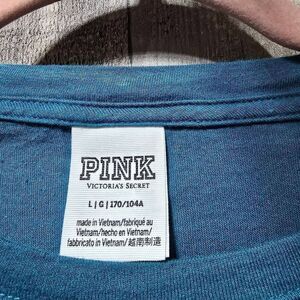 PINK
VICTORIA'S SECRET
L | G | 170/104A
made in Vietnam/fabriqué au
Vietnam/hecho en Vietnam/
fabbricato in Vietnam/越南制造